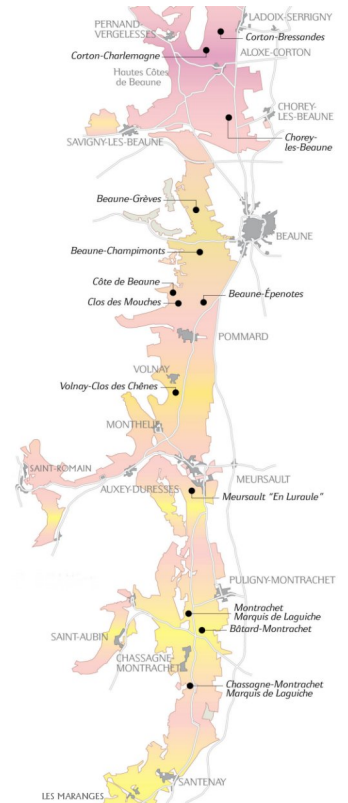 LADOIX-SERRIGNY
PERNAND-
VERGELESSES
Corton-Bressandes
Corton-Charlemagne
ALOXE-CORTON
Hautes Côtes
de Beaune
CHOREY-
LES-BEAUNE
Chorey-
les-Beaune
SAVIGNY-LES-BEAUNE
Beaune-Grèves
BEAUNE
Beaune-Champimonts
Côte de Beaune
Clos des Mouches
Beaune-Épenotes
POMMARD
VOLNAY
Volnay-Clos des Chênes
MONTHELIE
SAINT-ROMAIN
MEURSAULT
AUXEY-DURESSES
Meursault "En Luraule"
PULIGNY-MONTRACHET
Montrachet
Marquis de Laguiche
Bâtard-Montrachet
SAINT-AUBIN
CHASSAGNE-
MONTRACHET
Chassagne-Montrachet
Marquis de Laguiche
SANTENAY
LES MARANGES